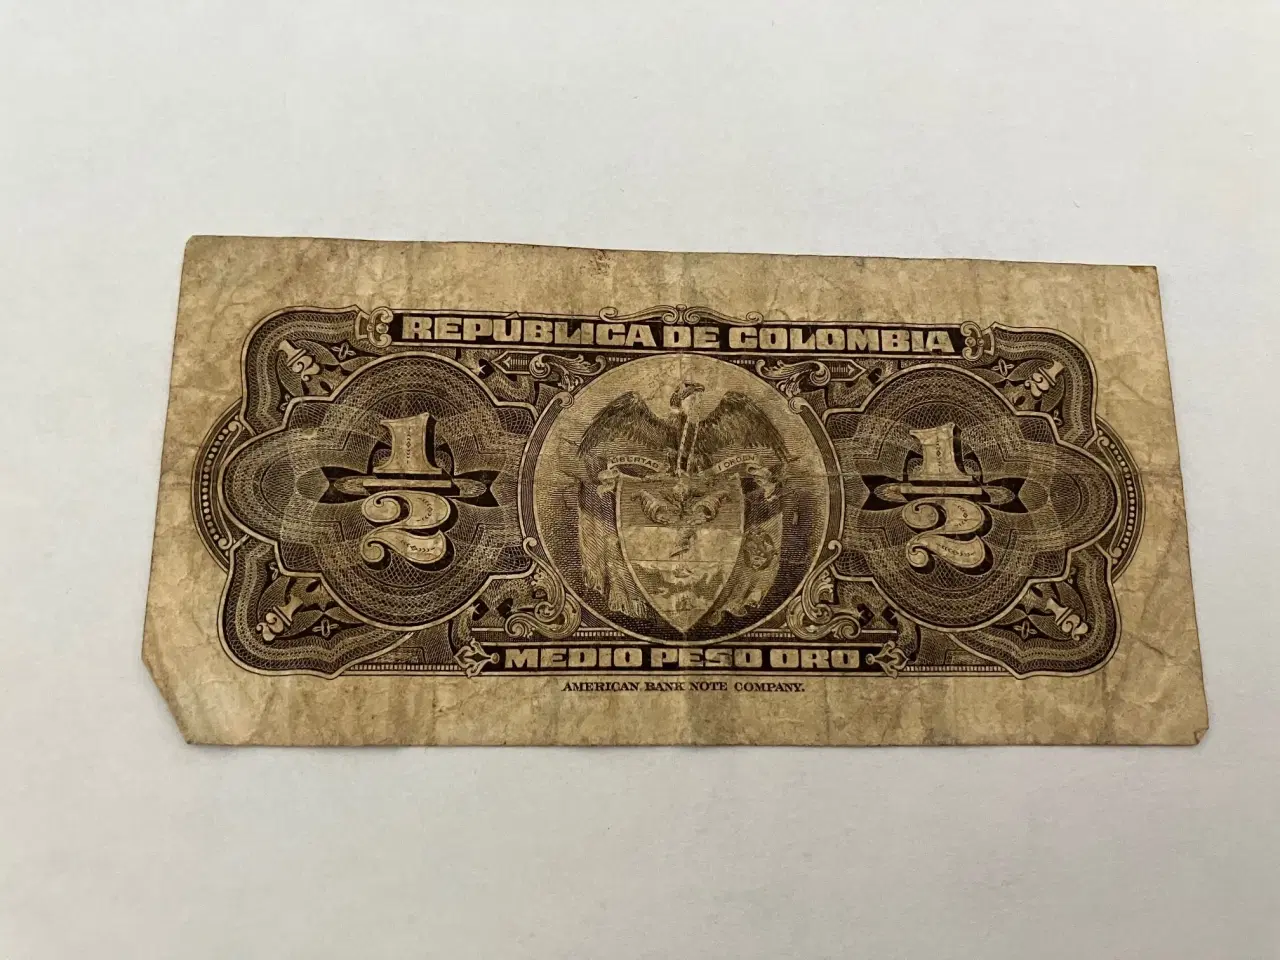 REPÚBLICA DE COLOMBIA
1/2
LIBERTAD Y ORDEN
1/2
MEDIO PESO ORO
AMERICAN BANK NOTE COMPANY.